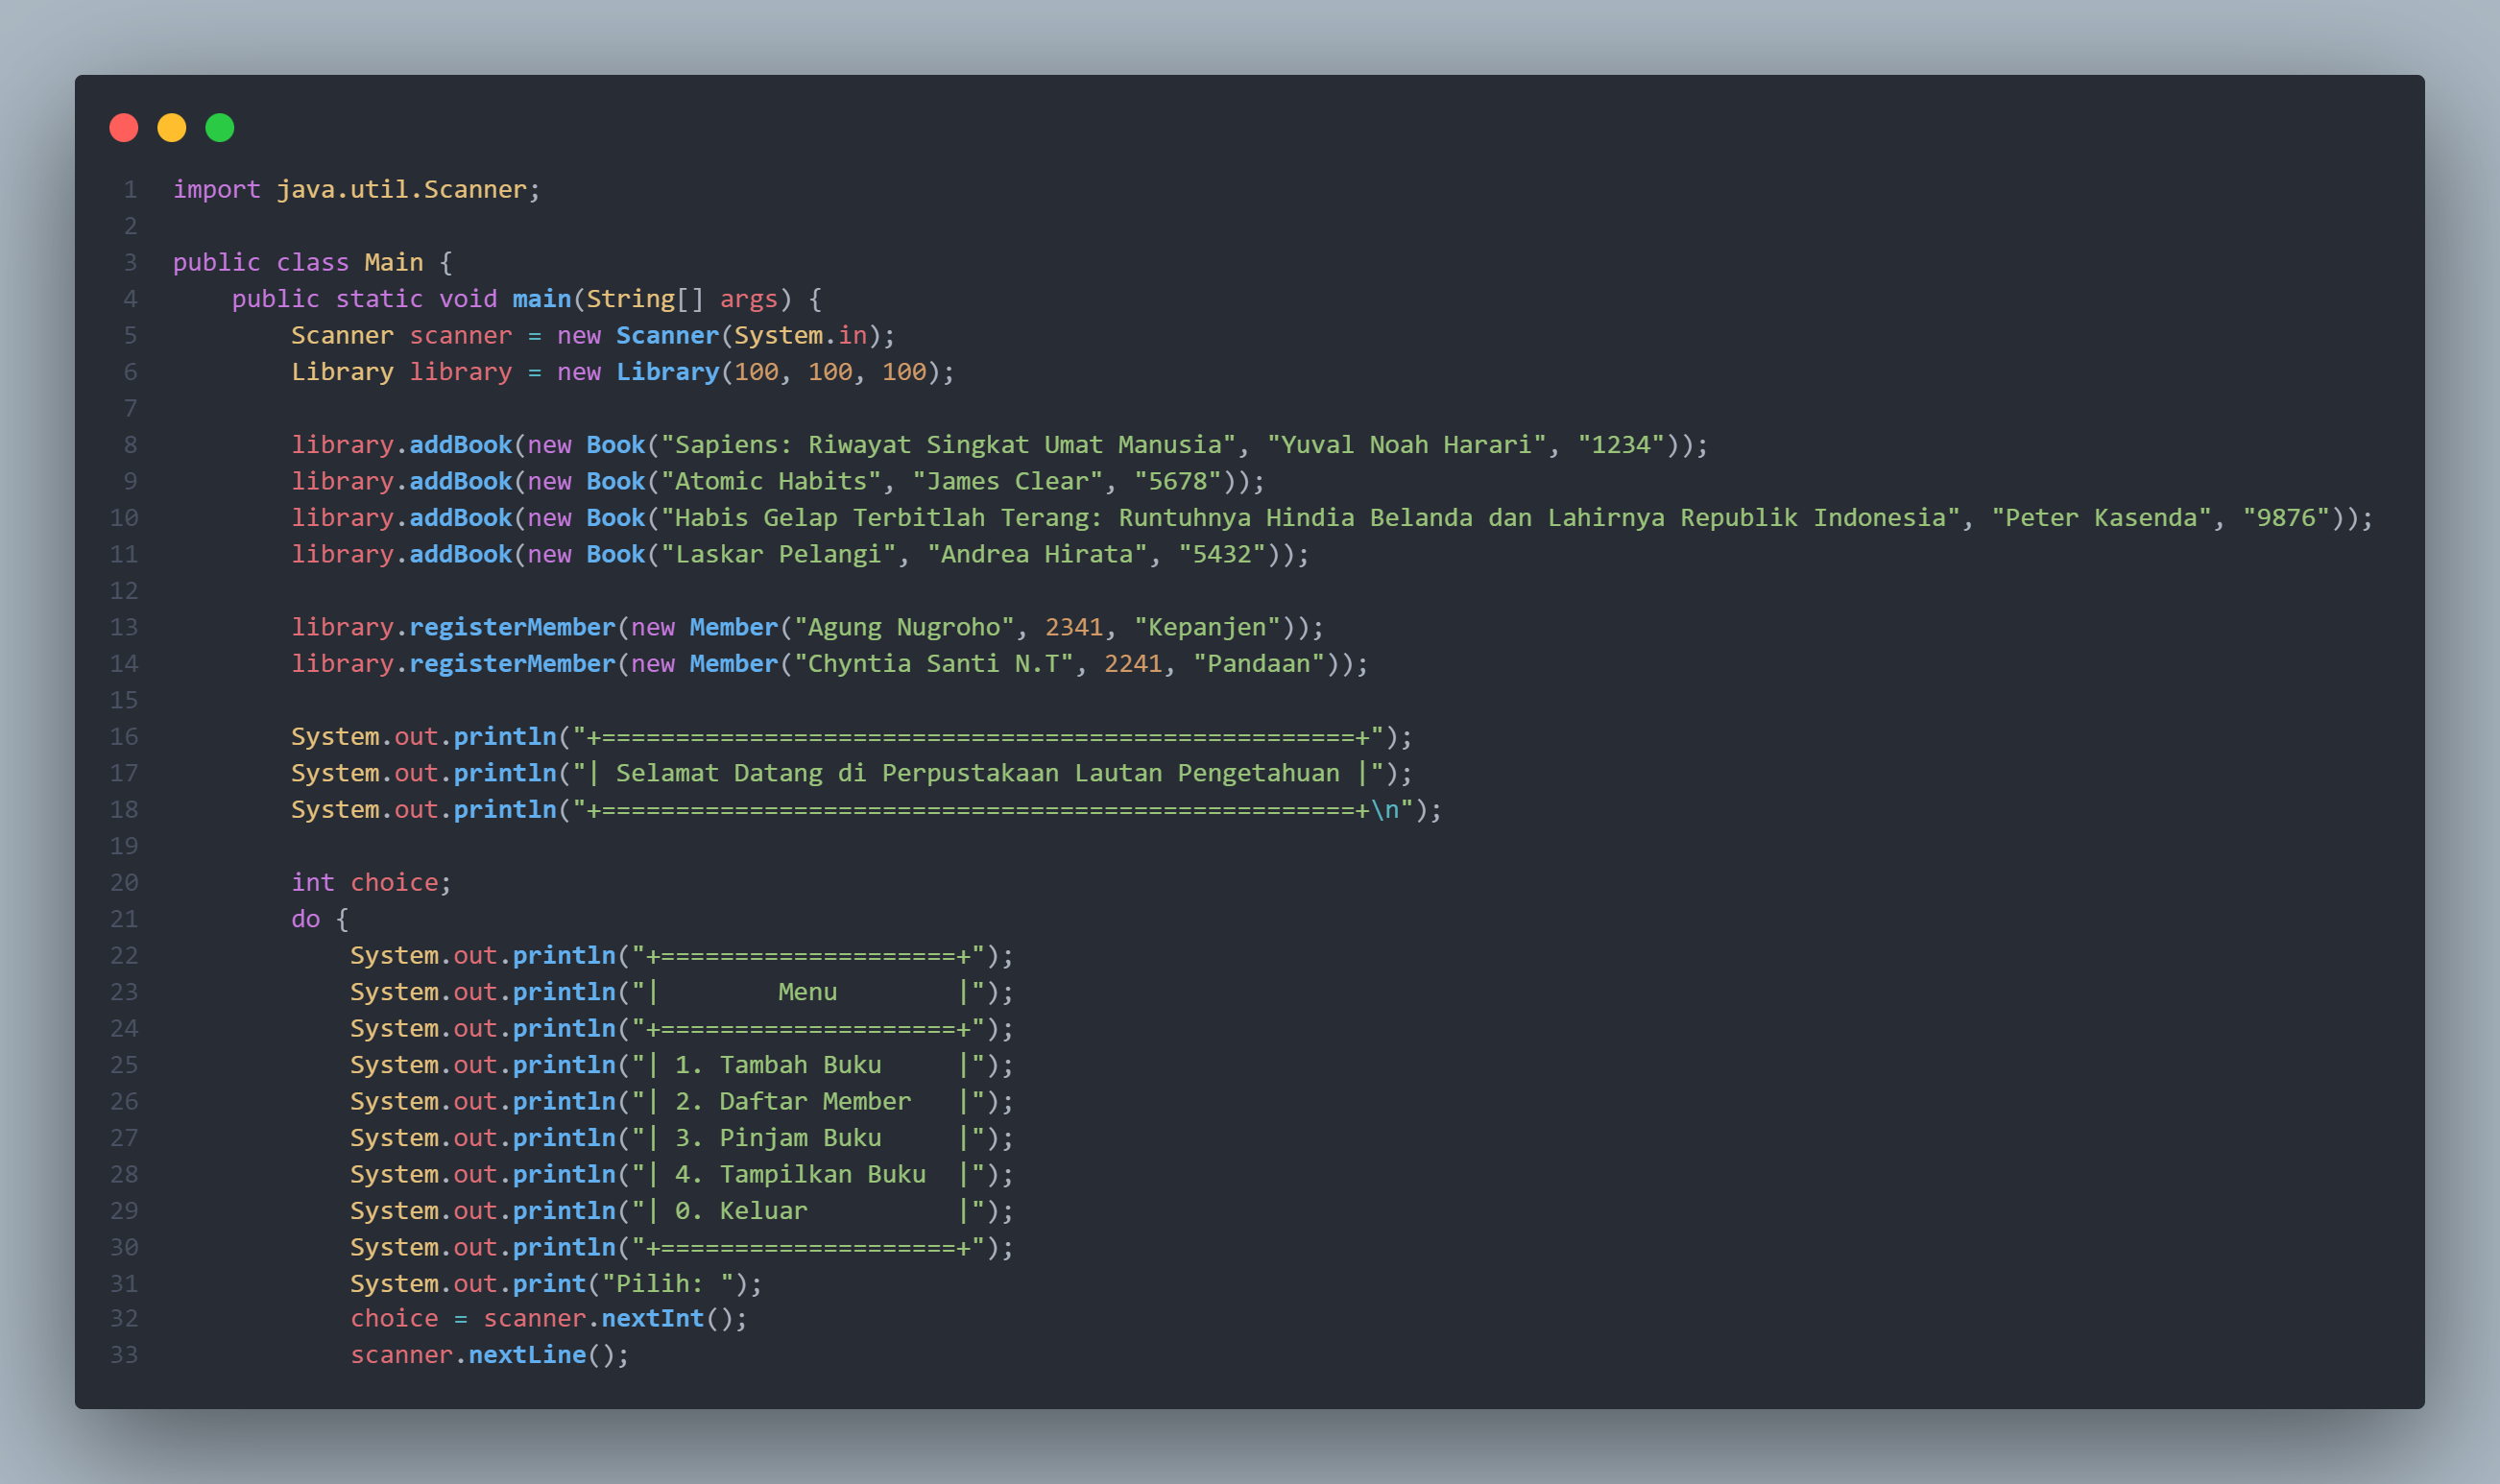 1 import java.util.Scanner;
2
3 public class Main {
4     public static void main(String[] args) {
5         Scanner scanner = new Scanner(System.in);
6         Library library = new Library(100, 100, 100);
7
8         library.addBook(new Book("Sapiens: Riwayat Singkat Umat Manusia", "Yuval Noah Harari", "1234"));
9         library.addBook(new Book("Atomic Habits", "James Clear", "5678"));
10         library.addBook(new Book("Habis Gelap Terbitlah Terang: Runtuhnya Hindia Belanda dan Lahirnya Republik Indonesia", "Peter Kasenda", "9876"));
11         library.addBook(new Book("Laskar Pelangi", "Andrea Hirata", "5432"));
12
13         library.registerMember(new Member("Agung Nugroho", 2341, "Kepanjen"));
14         library.registerMember(new Member("Chyntia Santi N.T", 2241, "Pandaan"));
15
16         System.out.println("+===================================================+");
17         System.out.println("| Selamat Datang di Perpustakaan Lautan Pengetahuan |");
18         System.out.println("+===================================================+\n");
19
20         int choice;
21         do {
22             System.out.println("+====================+");
23             System.out.println("|        Menu        |");
24             System.out.println("+====================+");
25             System.out.println("| 1. Tambah Buku     |");
26             System.out.println("| 2. Daftar Member   |");
27             System.out.println("| 3. Pinjam Buku     |");
28             System.out.println("| 4. Tampilkan Buku  |");
29             System.out.println("| 0. Keluar          |");
30             System.out.println("+====================+");
31             System.out.print("Pilih: ");
32             choice = scanner.nextInt();
33             scanner.nextLine();